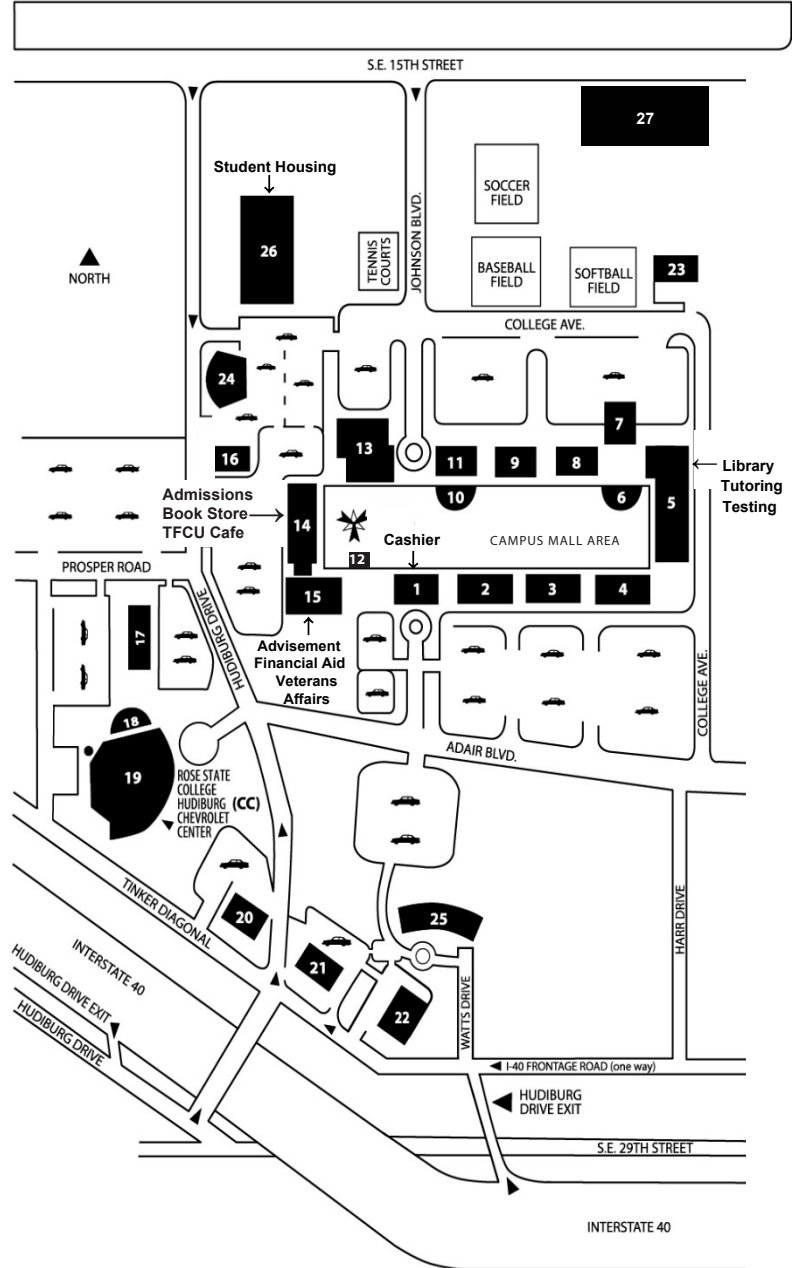 S.E. 15TH STREET
27
Student Housing
↓
JOHNSON BLVD.
SOCCER
FIELD
26
TENNIS
COURTS
NORTH
BASEBALL
FIELD
SOFTBALL
FIELD
23
COLLEGE AVE.
24
7
13
16
11
9
8
← Library
Tutoring
Testing
Admissions
Book Store →
TFCU Cafe
14
10
6
5
Cashier
↓
CAMPUS MALL AREA
12
PROSPER ROAD
15
1
2
3
4
HUDIBURG DRIVE
17
↑
Advisement
Financial Aid
Veterans
Affairs
COLLEGE AVE.
18
ADAIR BLVD.
19
ROSE STATE
COLLEGE
HUDIBURG (CC)
CHEVROLET
CENTER
TINKER DIAGONAL
20
25
HARR DRIVE
INTERSTATE 40
21
HUDIBURG DRIVE EXIT
22
WATTS DRIVE
HUDIBURG DRIVE
I-40 FRONTAGE ROAD (one way)
HUDIBURG
DRIVE EXIT
S.E. 29TH STREET
INTERSTATE 40